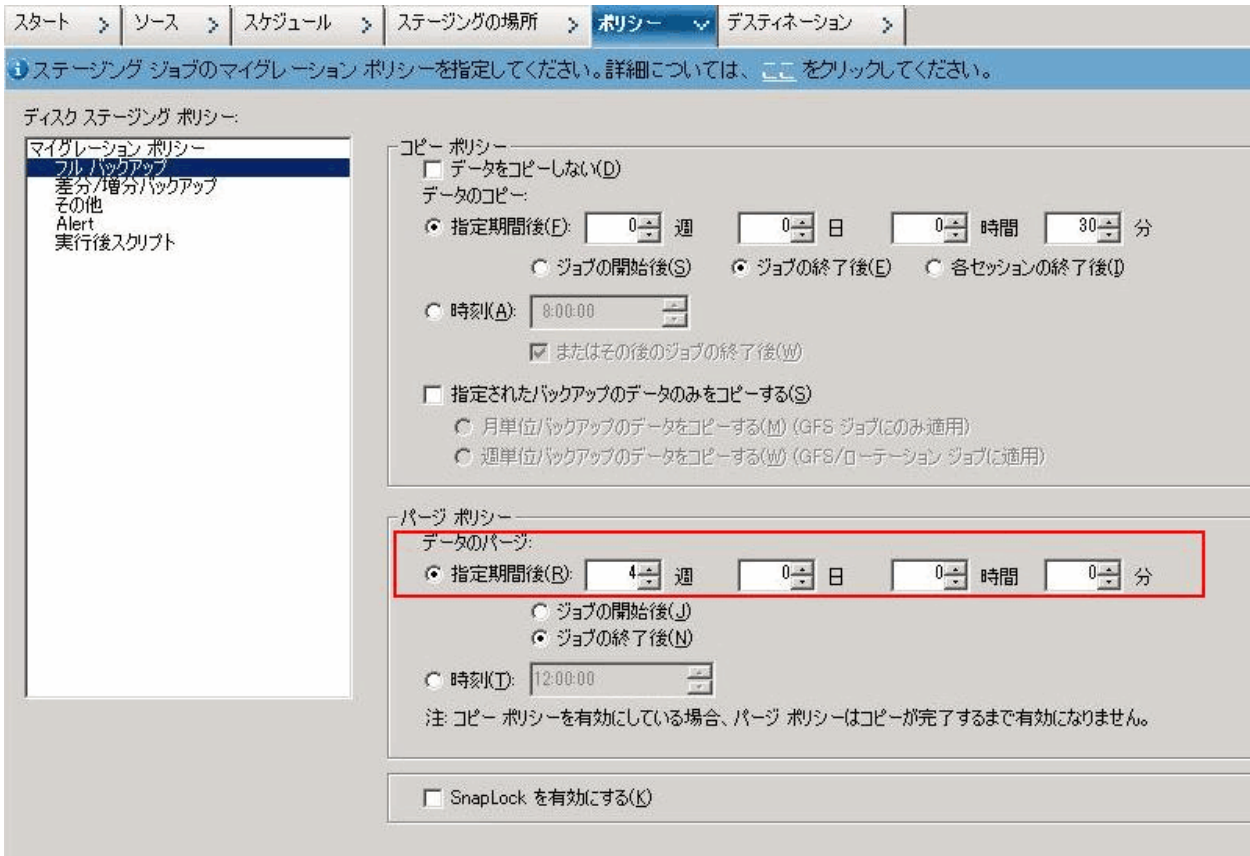 スタート ソース スケジュール ステージングの場所 ポリシー デスティネーション
ステージング ジョブのマイグレーション ポリシーを指定してください。詳細については、 ここ をクリックしてください。
ディスク ステージング ポリシー:
マイグレーション ポリシー
フル バックアップ
差分/増分バックアップ
その他
Alert
実行後スクリプト
コピー ポリシー
データをコピーしない(D)
データのコピー:
指定期間後(F): 0 週 0 日 0 時間 30 分
ジョブの開始後(S) ジョブの終了後(E) 各セッションの終了後(I)
時刻(A): 8:00:00
またはその後のジョブの終了後(W)
指定されたバックアップのデータのみをコピーする(S)
月単位バックアップのデータをコピーする(M) (GFS ジョブにのみ適用)
週単位バックアップのデータをコピーする(W) (GFS/ローテーション ジョブに適用)
パージ ポリシー
データのパージ:
指定期間後(R): 4 週 0 日 0 時間 0 分
ジョブの開始後(J)
ジョブの終了後(N)
時刻(T): 12:00:00
注: コピー ポリシーを有効にしている場合、パージ ポリシーはコピーが完了するまで有効になりません。
SnapLock を有効にする(K)